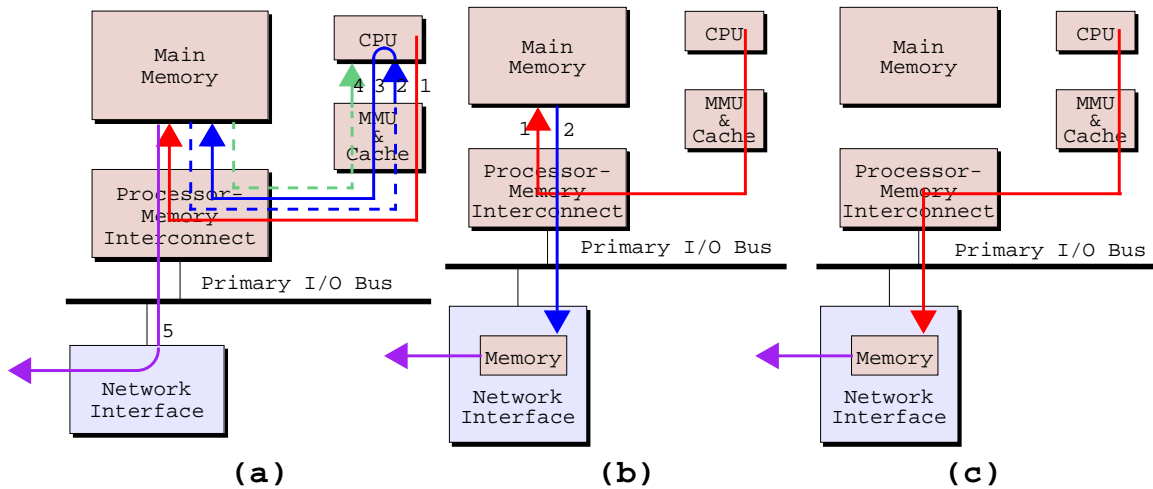 Main
Memory
CPU
4 3 2 1
MMU
&
Cache
Processor-
Memory
Interconnect
Primary I/O Bus
5
Network
Interface
(a)
Main
Memory
CPU
1 2
MMU
&
Cache
Processor-
Memory
Interconnect
Primary I/O Bus
Memory
Network
Interface
(b)
Main
Memory
CPU
MMU
&
Cache
Processor-
Memory
Interconnect
Primary I/O Bus
Memory
Network
Interface
(c)